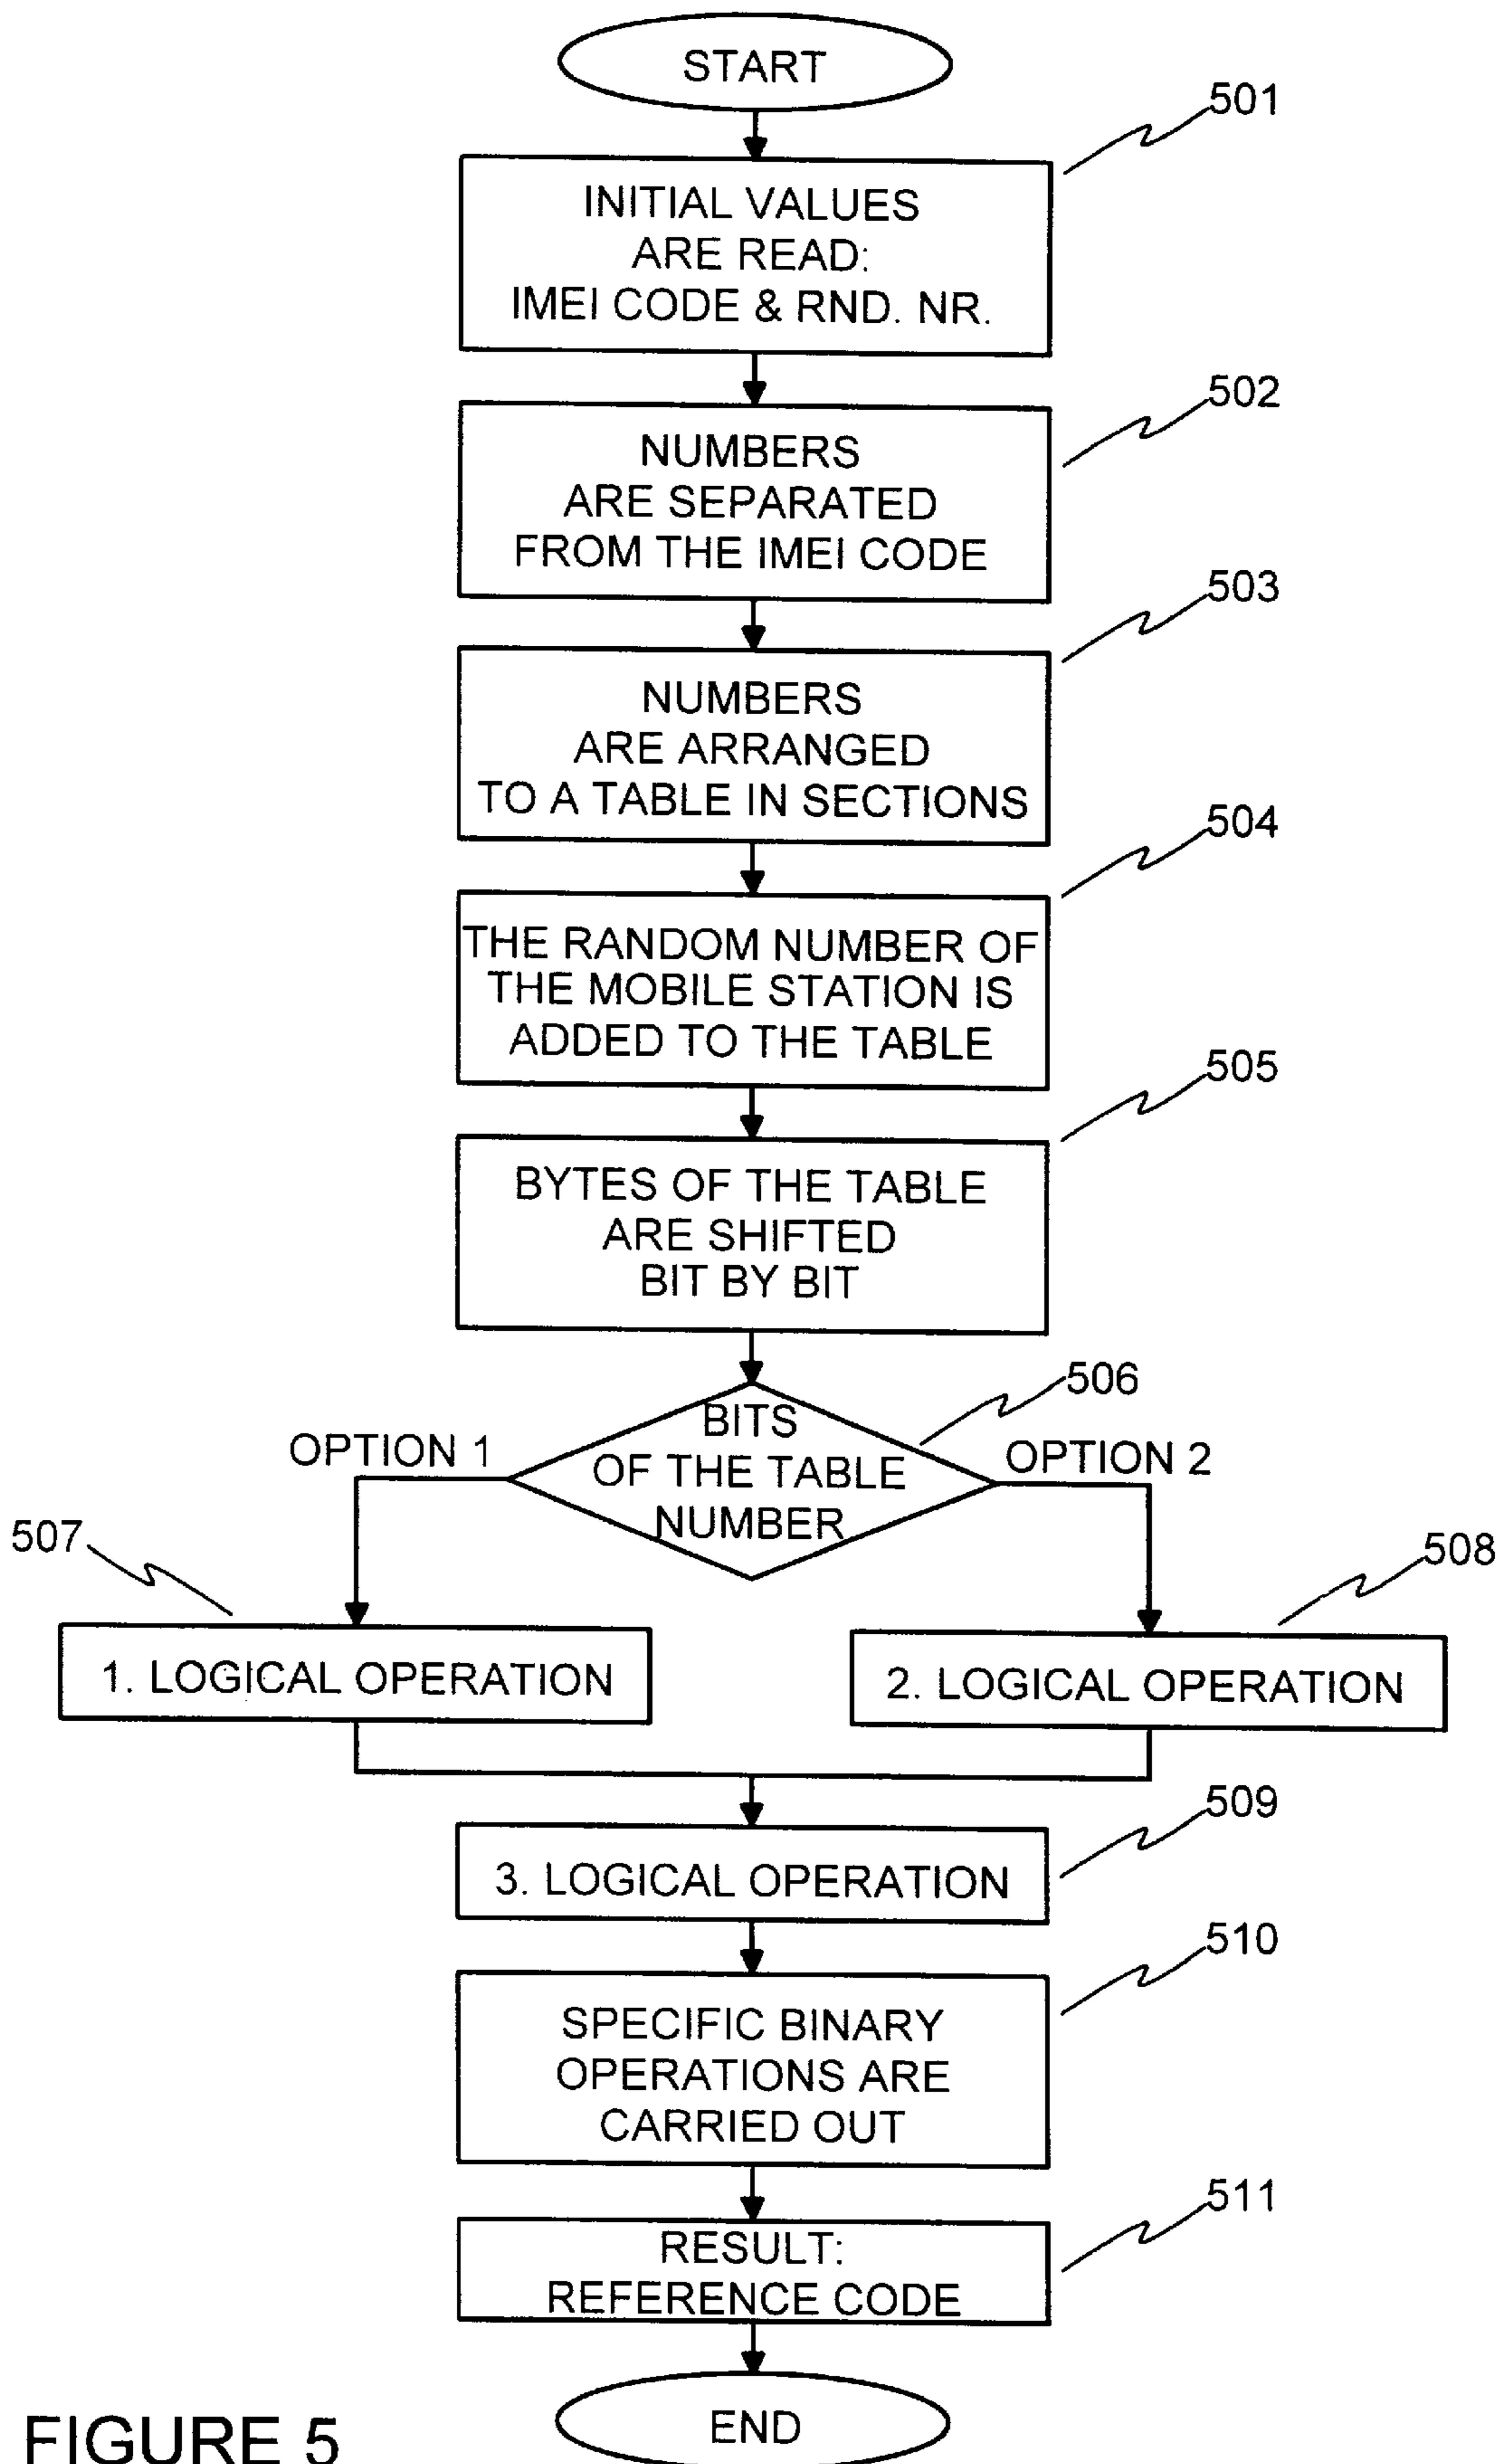 START
501
INITIAL VALUES
ARE READ:
IMEI CODE & RND. NR.
502
NUMBERS
ARE SEPARATED
FROM THE IMEI CODE
503
NUMBERS
ARE ARRANGED
TO A TABLE IN SECTIONS
504
THE RANDOM NUMBER OF
THE MOBILE STATION IS
ADDED TO THE TABLE
505
BYTES OF THE TABLE
ARE SHIFTED
BIT BY BIT
506
BITS
OF THE TABLE
NUMBER
OPTION 1
OPTION 2
507
1. LOGICAL OPERATION
508
2. LOGICAL OPERATION
509
3. LOGICAL OPERATION
510
SPECIFIC BINARY
OPERATIONS ARE
CARRIED OUT
511
RESULT:
REFERENCE CODE
END
FIGURE 5